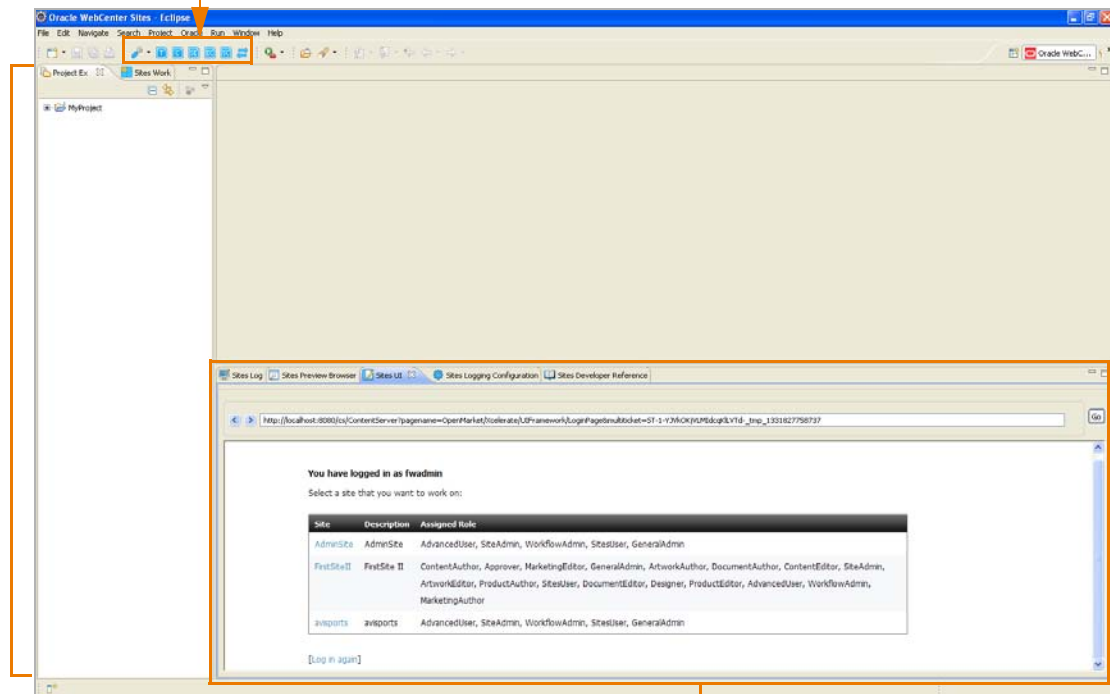 Oracle WebCenter Sites - Eclipse
File Edit Navigate Search Project Oracle Run Window Help
Oracle WebC...
Project Ex
Sites Work
MyProject
Sites Log
Sites Preview Browser
Sites UI
Sites Logging Configuration
Sites Developer Reference
Go
You have logged in as fwadmin
Select a site that you want to work on:
Site Description Assigned Role
AdminSite AdminSite AdvancedUser, SiteAdmin, WorkflowAdmin, SitesUser, GeneralAdmin
FirstSiteII FirstSite II ContentAuthor, Approver, MarketingEditor, GeneralAdmin, ArtworkAuthor, DocumentAuthor, ContentEditor, SiteAdmin,
ArtworkEditor, ProductAuthor, SitesUser, DocumentEditor, Designer, ProductEditor, AdvancedUser, WorkflowAdmin,
MarketingAuthor
avisports avisports AdvancedUser, SiteAdmin, WorkflowAdmin, SitesUser, GeneralAdmin
[Log in again]